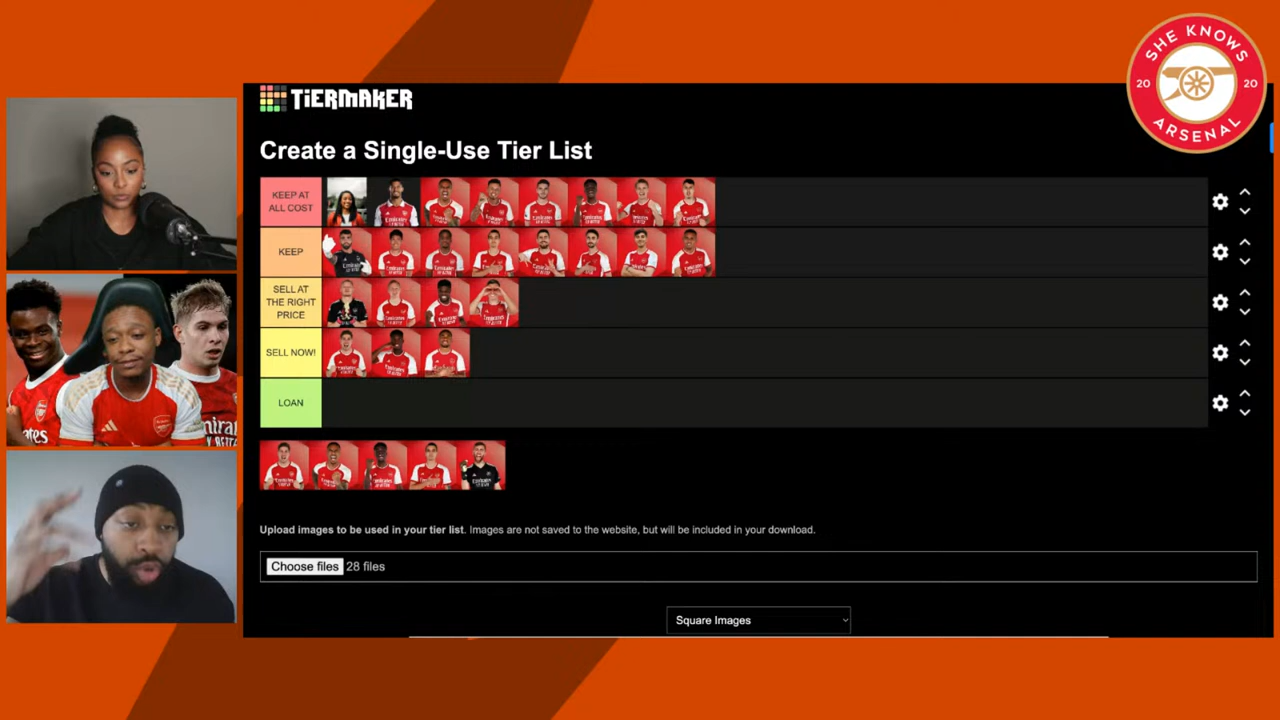 SHE KNOWS
20 20
ARSENAL
TiERMAKER
Create a Single-Use Tier List
KEEP AT
ALL COST
KEEP
SELL AT
THE RIGHT
PRICE
SELL NOW!
LOAN
Upload images to be used in your tier list. Images are not saved to the website, but will be included in your download.
Choose files 28 files
Square Images